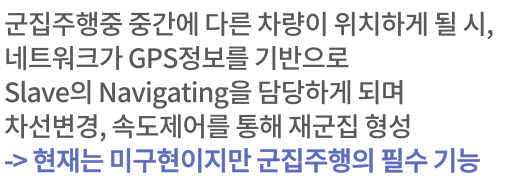 군집주행중 중간에 다른 차량이 위치하게 될 시,
네트워크가 GPS정보를 기반으로
Slave의 Navigating을 담당하게 되며
차선변경, 속도제어를 통해 재군집 형성
-> 현재는 미구현이지만 군집주행의 필수 기능